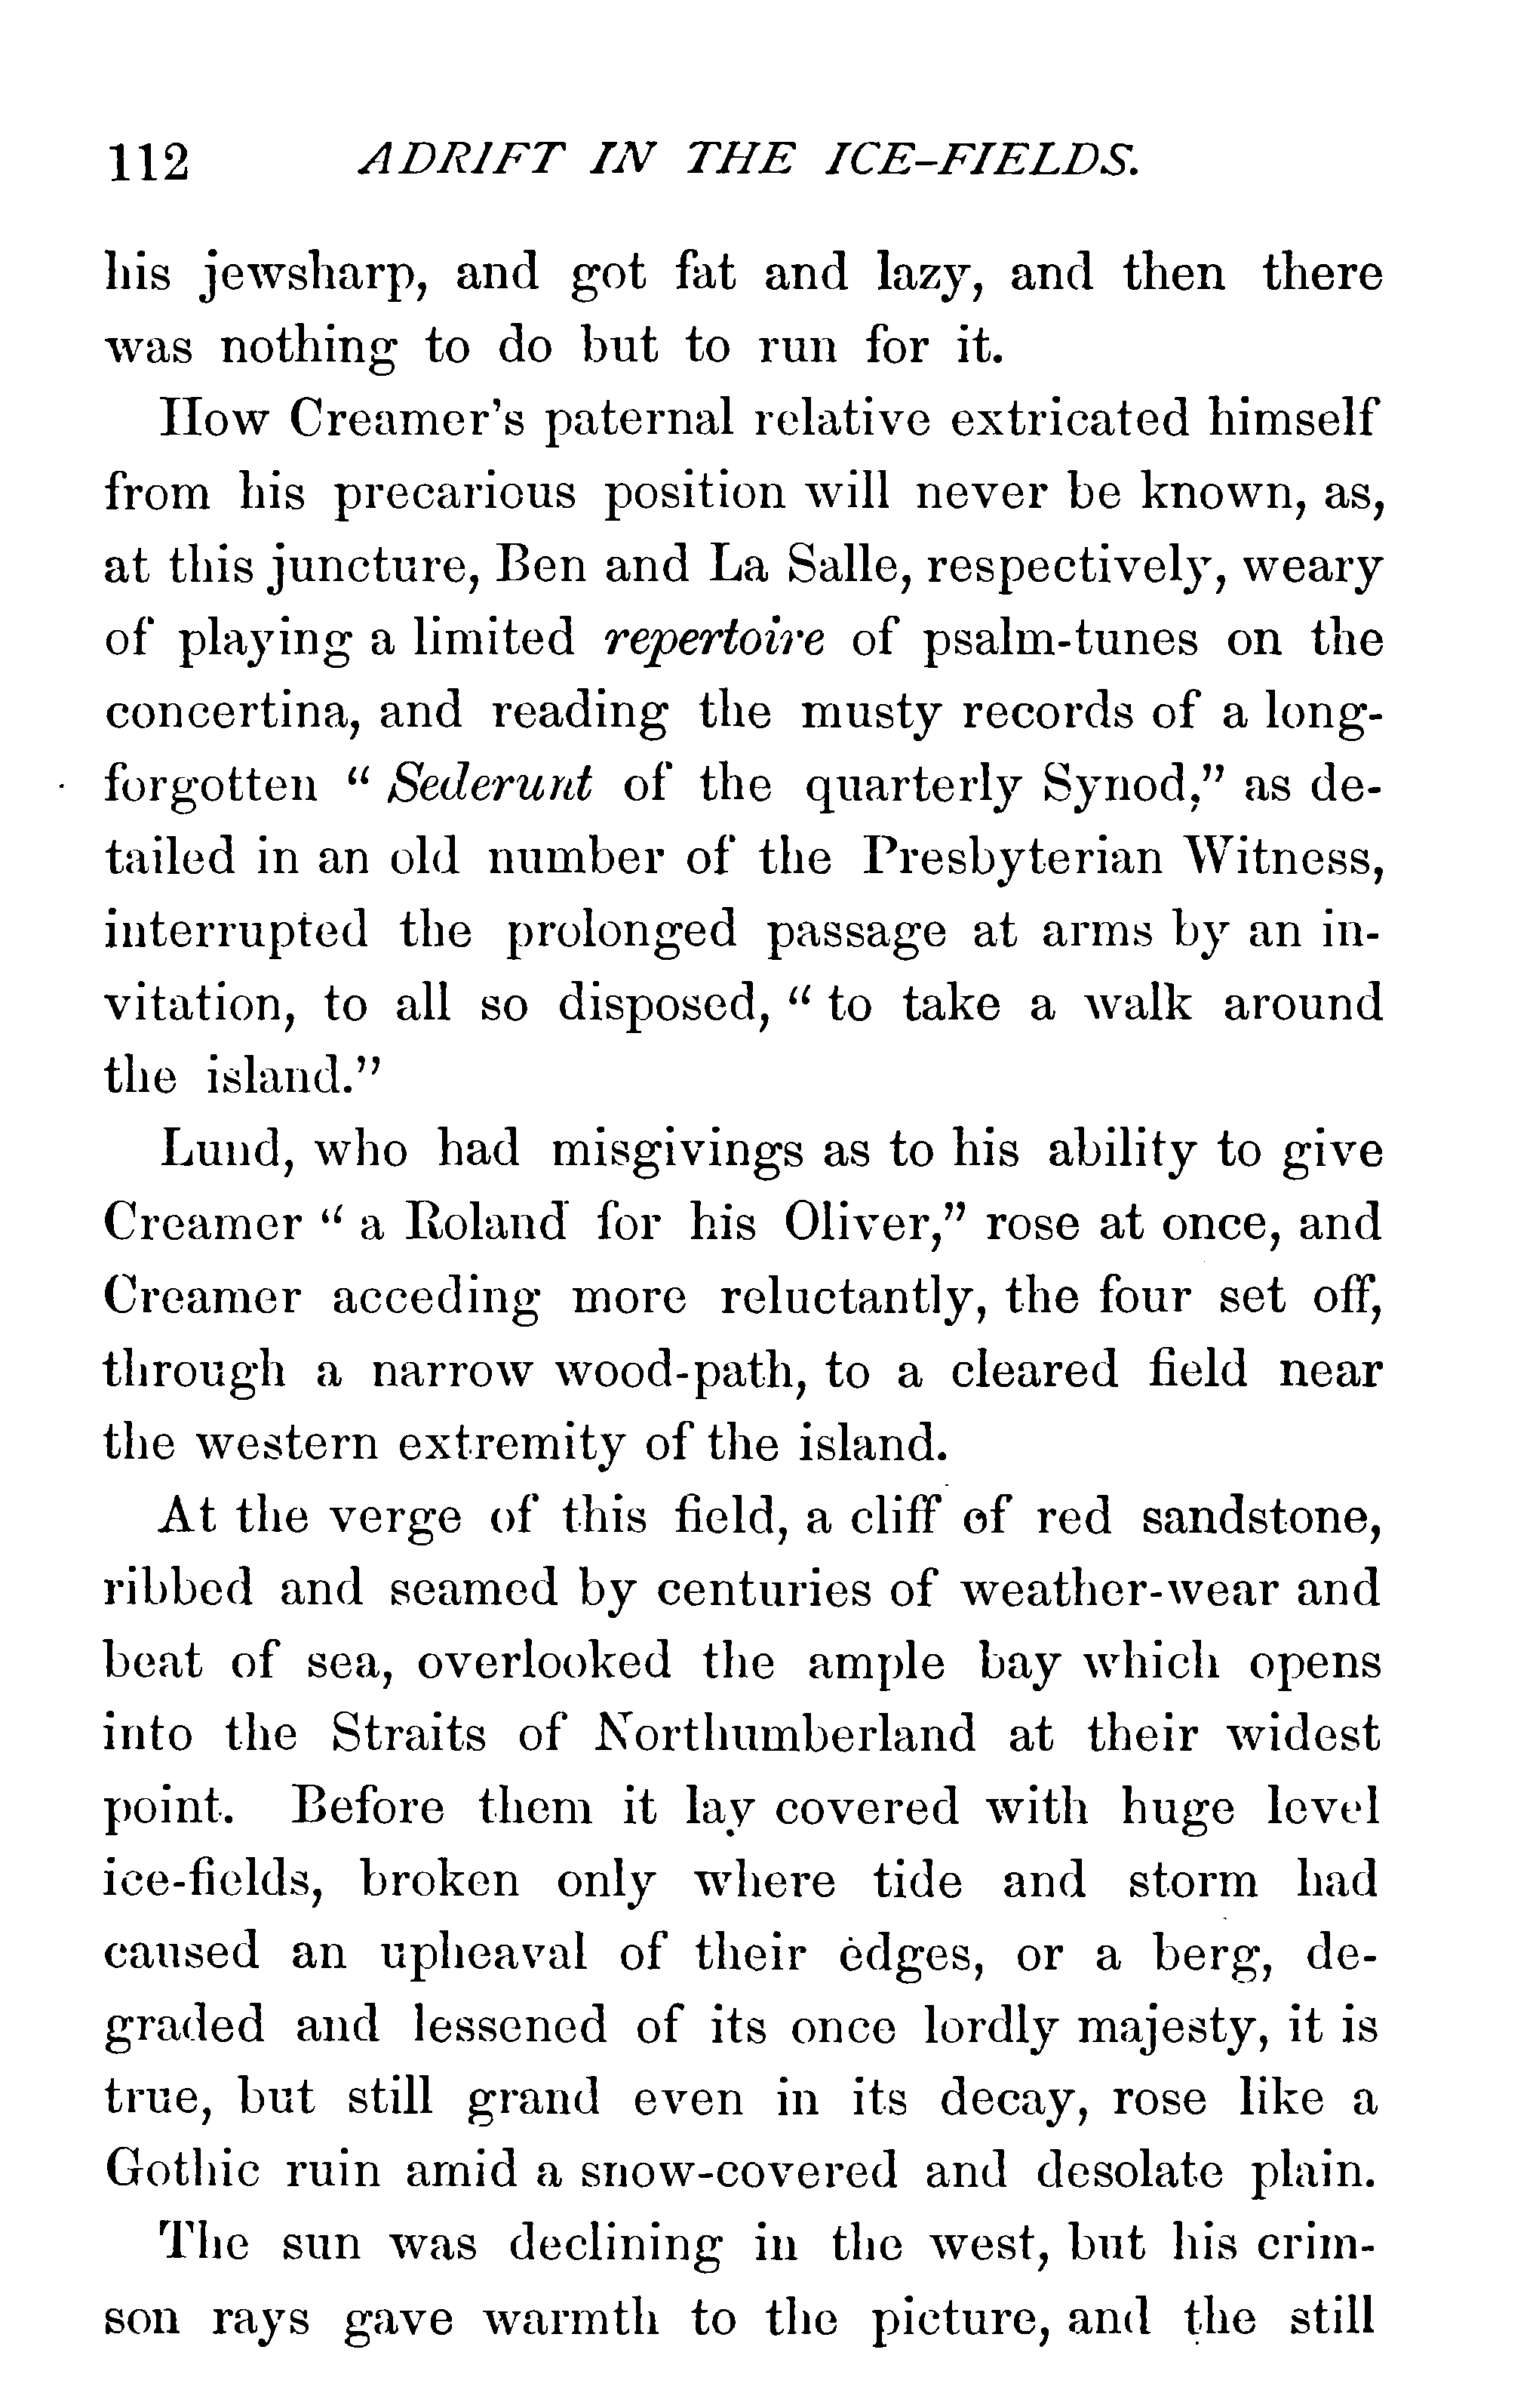 112 ADRIFT IN THE ICE-FIELDS.
his jewsharp, and got fat and lazy, and then there
was nothing to do but to run for it.
How Creamer's paternal relative extricated himself
from his precarious position will never be known, as,
at this juncture, Ben and La Salle, respectively, weary
of playing a limited repertoire of psalm-tunes on the
concertina, and reading the musty records of a long-
forgotten " Sederunt of the quarterly Synod," as de-
tailed in an old number of the Presbyterian Witness,
interrupted the prolonged passage at arms by an in-
vitation, to all so disposed, " to take a walk around
the island."
Lund, who had misgivings as to his ability to give
Creamer " a Roland for his Oliver," rose at once, and
Creamer acceding more reluctantly, the four set off,
through a narrow wood-path, to a cleared field near
the western extremity of the island.
At the verge of this field, a cliff of red sandstone,
ribbed and seamed by centuries of weather-wear and
beat of sea, overlooked the ample bay which opens
into the Straits of Northumberland at their widest
point. Before them it lay covered with huge level
ice-fields, broken only where tide and storm had
caused an upheaval of their edges, or a berg, de-
graded and lessened of its once lordly majesty, it is
true, but still grand even in its decay, rose like a
Gothic ruin amid a snow-covered and desolate plain.
The sun was declining in the west, but his crim-
son rays gave warmth to the picture, and the still